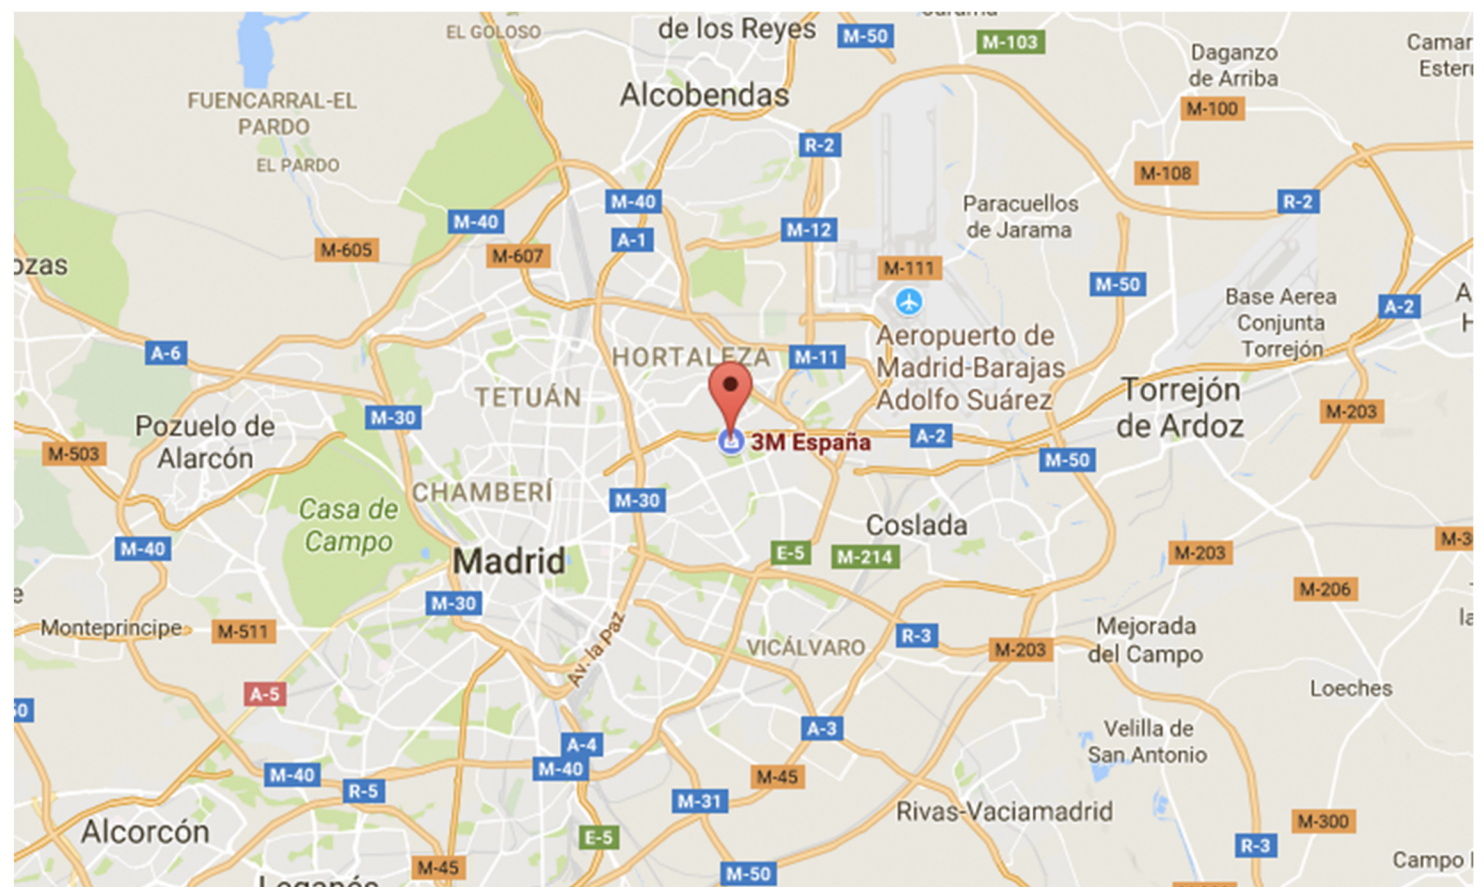 EL GOLOSO
de los Reyes
M-50
M-103
Daganzo
de Arriba
M-100
FUENCARRAL-EL
PARDO
EL PARDO
Alcobendas
R-2
M-108
M-40
M-40
A-1
M-12
Paracuellos
de Jarama
R-2
M-605
M-607
M-111
M-50
Base Aerea
Conjunta
Torrejón
A-2
A-6
HORTALEZA
M-11
Aeropuerto de
Madrid-Barajas
Adolfo Suárez
TETUÁN
Torrejón
de Ardoz
M-203
M-30
Pozuelo de
Alarcón
M-503
3M España
A-2
M-50
CHAMBERÍ
M-30
Casa de
Campo
Coslada
M-40
Madrid
E-5
M-214
M-203
M-206
M-30
Monteprincipe
M-511
Av. la Paz
VICÁLVARO
R-3
M-203
Mejorada
del Campo
Loeches
A-5
A-3
Velilla de
San Antonio
A-4
M-40
M-40
R-5
M-45
M-31
Rivas-Vaciamadrid
Alcorcón
E-5
M-300
R-3
M-45
M-50
Campo